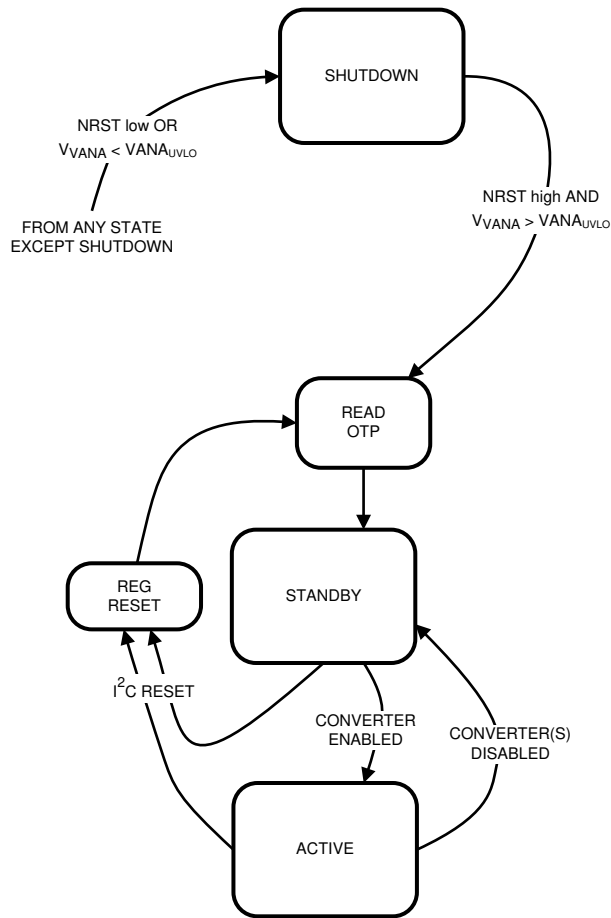 SHUTDOWN
NRST low OR
VVANA < VANAUVLO
FROM ANY STATE
EXCEPT SHUTDOWN
NRST high AND
VVANA > VANAUVLO
READ
OTP
REG
RESET
STANDBY
I2C RESET
CONVERTER
ENABLED
CONVERTER(S)
DISABLED
ACTIVE